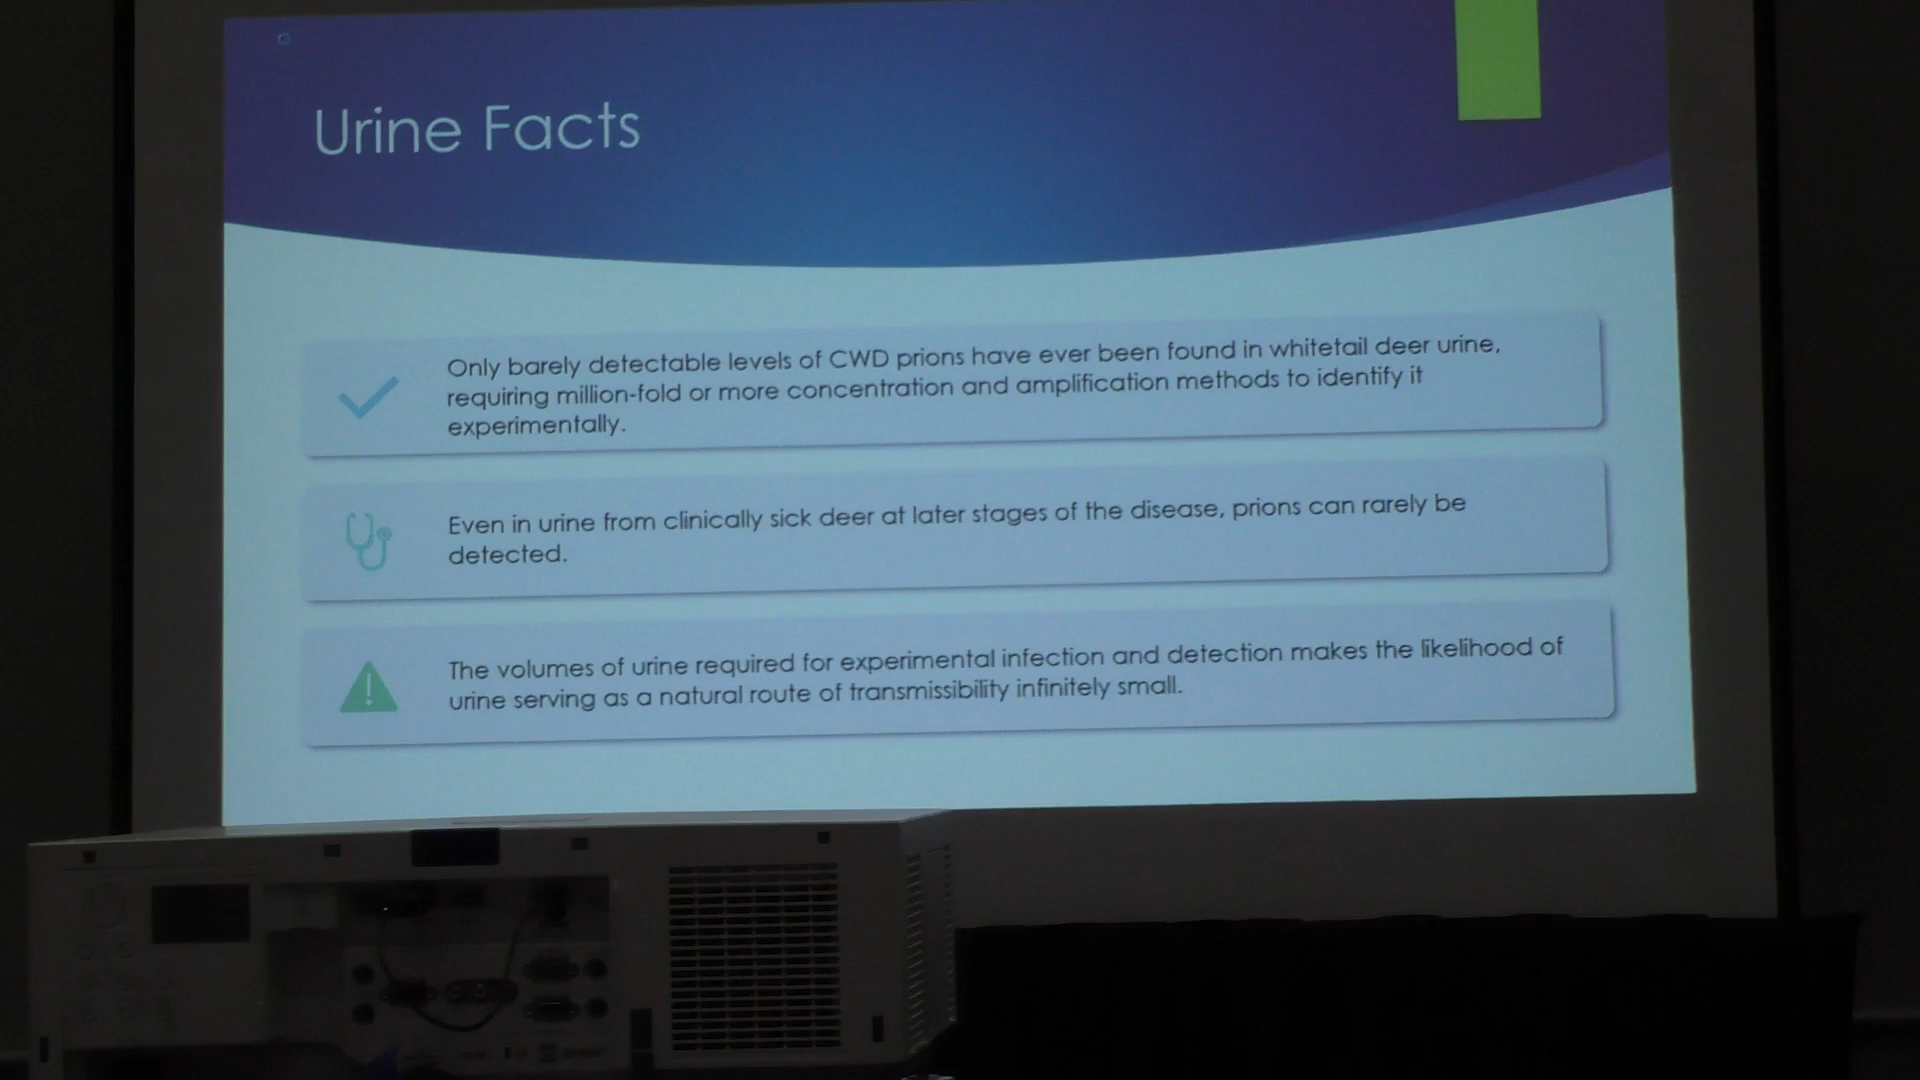 Urine Facts
Only barely detectable levels of CWD prions have ever been found in whitetail deer urine,
requiring million-fold or more concentration and amplification methods to identify it
experimentally.
Even in urine from clinically sick deer at later stages of the disease, prions can rarely be
detected.
The volumes of urine required for experimental infection and detection makes the likelihood of
urine serving as a natural route of transmissibility infinitely small.